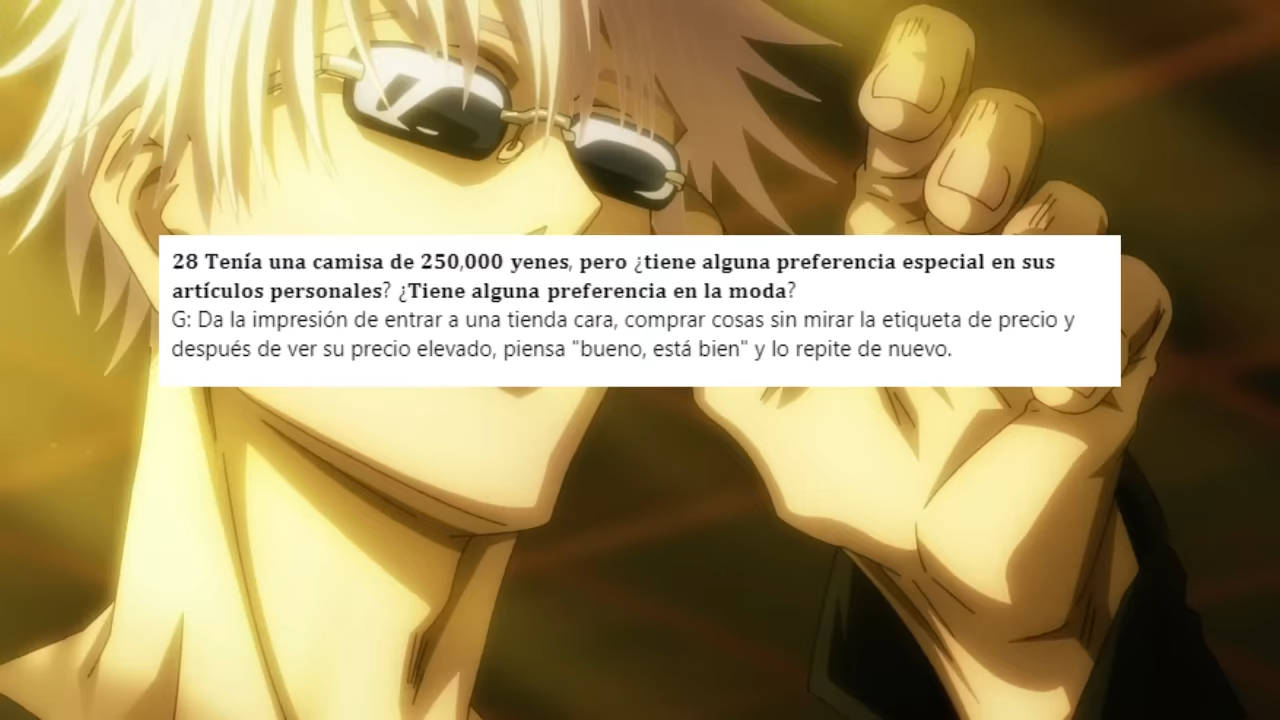 28 Tenía una camisa de 250,000 yenes, pero ¿tiene alguna preferencia especial en sus
artículos personales? ¿Tiene alguna preferencia en la moda?
G: Da la impresión de entrar a una tienda cara, comprar cosas sin mirar la etiqueta de precio y
después de ver su precio elevado, piensa "bueno, está bien" y lo repite de nuevo.